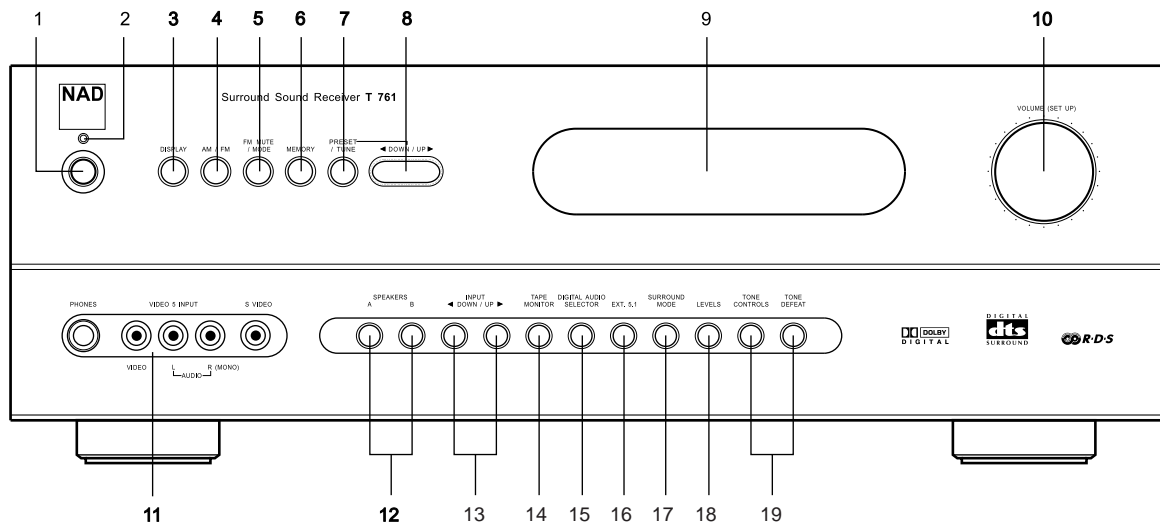 1 2 3 4 5 6 7 8 9 10
NAD
Surround Sound Receiver T 761
VOLUME (SET UP)
DISPLAY
AM / FM
FM MUTE
/ MODE
MEMORY
PRESET
/ TUNE
◄ DOWN / UP ►
PHONES
VIDEO 5 INPUT
S VIDEO
VIDEO
L
R (MONO)
AUDIO
SPEAKERS
A B
INPUT
◄ DOWN / UP ►
TAPE
MONITOR
DIGITAL AUDIO
SELECTOR
EXT. 5.1
SURROUND
MODE
LEVELS
TONE
CONTROLS
TONE
DEFEAT
DOLBY
DIGITAL
DIGITAL
dts
SURROUND
R·D·S
11 12 13 14 15 16 17 18 19